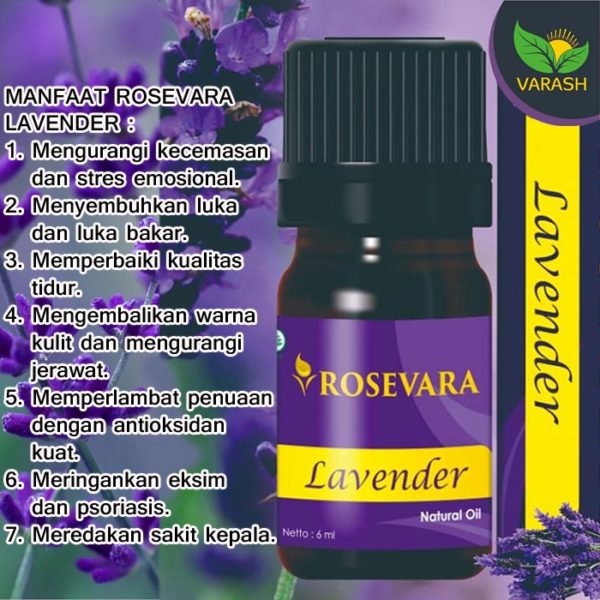 MANFAAT ROSEVARA
LAVENDER :
1. Mengurangi kecemasan
dan stres emosional.
2. Menyembuhkan luka
dan luka bakar.
3. Memperbaiki kualitas
tidur.
4. Mengembalikan warna
kulit dan mengurangi
jerawat.
5. Memperlambat penuaan
dengan antioksidan
kuat.
6. Meringankan eksim
dan psoriasis.
7. Meredakan sakit kepala.
ROSEVARA
Lavender
Natural Oil
Netto : 6 ml
VARASH
Lavender